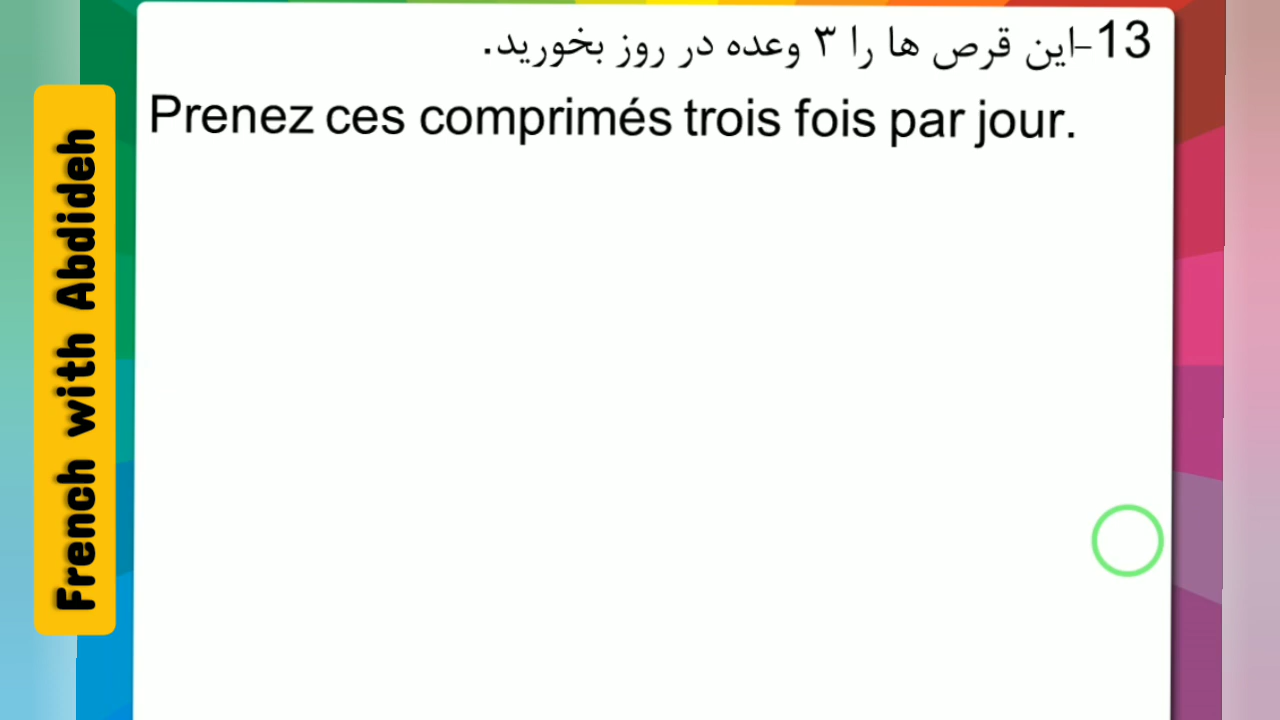 13-این قرص ها را ۳ وعده در روز بخورید.
Prenez ces comprimés trois fois par jour.
French with Abdideh